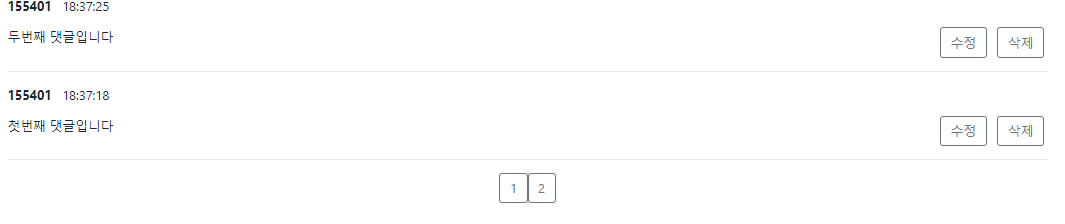 155401 18:37:25
두번째 댓글입니다
수정 삭제
155401 18:37:18
첫번째 댓글입니다
수정 삭제
1 2